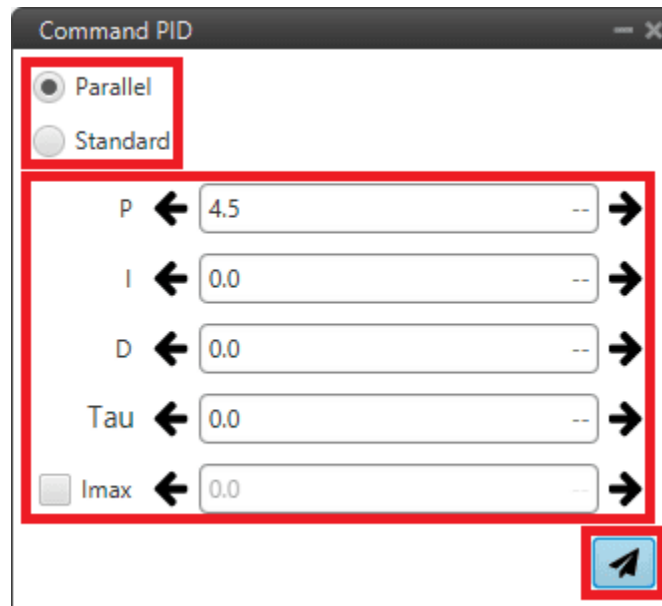 Command PID
Parallel
Standard
P 4.5 --
I 0.0 --
D 0.0 --
Tau 0.0 --
Imax 0.0 --